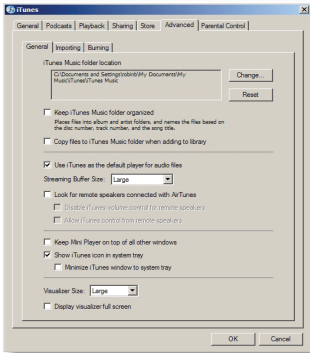 iTunes
General Podcasts Playback Sharing Store Advanced Parental Control
General Importing Burning
iTunes Music folder location
C:\Documents and Settings\robinb\My Documents\My
Music\iTunes\iTunes Music
Change...
Reset
Keep iTunes Music folder organized
Places files into album and artist folders, and names the files based on
the disc number, track number, and the song title.
Copy files to iTunes Music folder when adding to library
Use iTunes as the default player for audio files
Streaming Buffer Size: Large
Look for remote speakers connected with AirTunes
Disable iTunes volume control for remote speakers
Allow iTunes control from remote speakers
Keep Mini Player on top of all other windows
Show iTunes icon in system tray
Minimize iTunes window to system tray
Visualizer Size: Large
Display visualizer full screen
OK Cancel